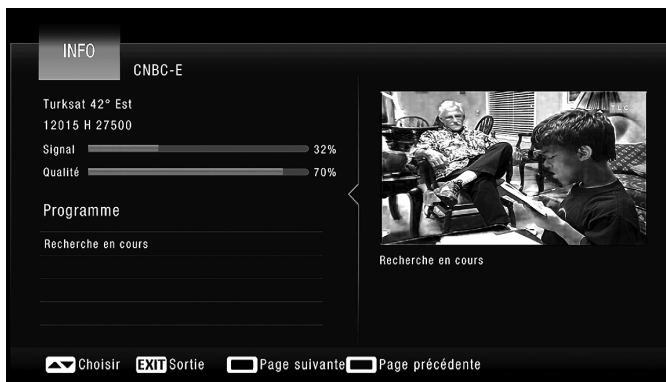 INFO
CNBC-E
Turksat 42° Est
12015 H 27500
Signal 32%
Qualité 70%
Programme
Recherche en cours
TLC
Recherche en cours
Choisir EXIT Sortie Page suivante Page précédente